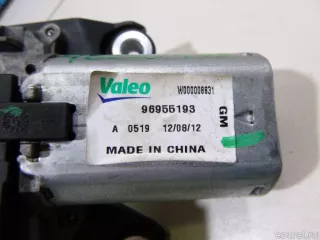 Valeo
W000008631
96955193
A 0519 12/08/12
GM
MADE IN CHINA